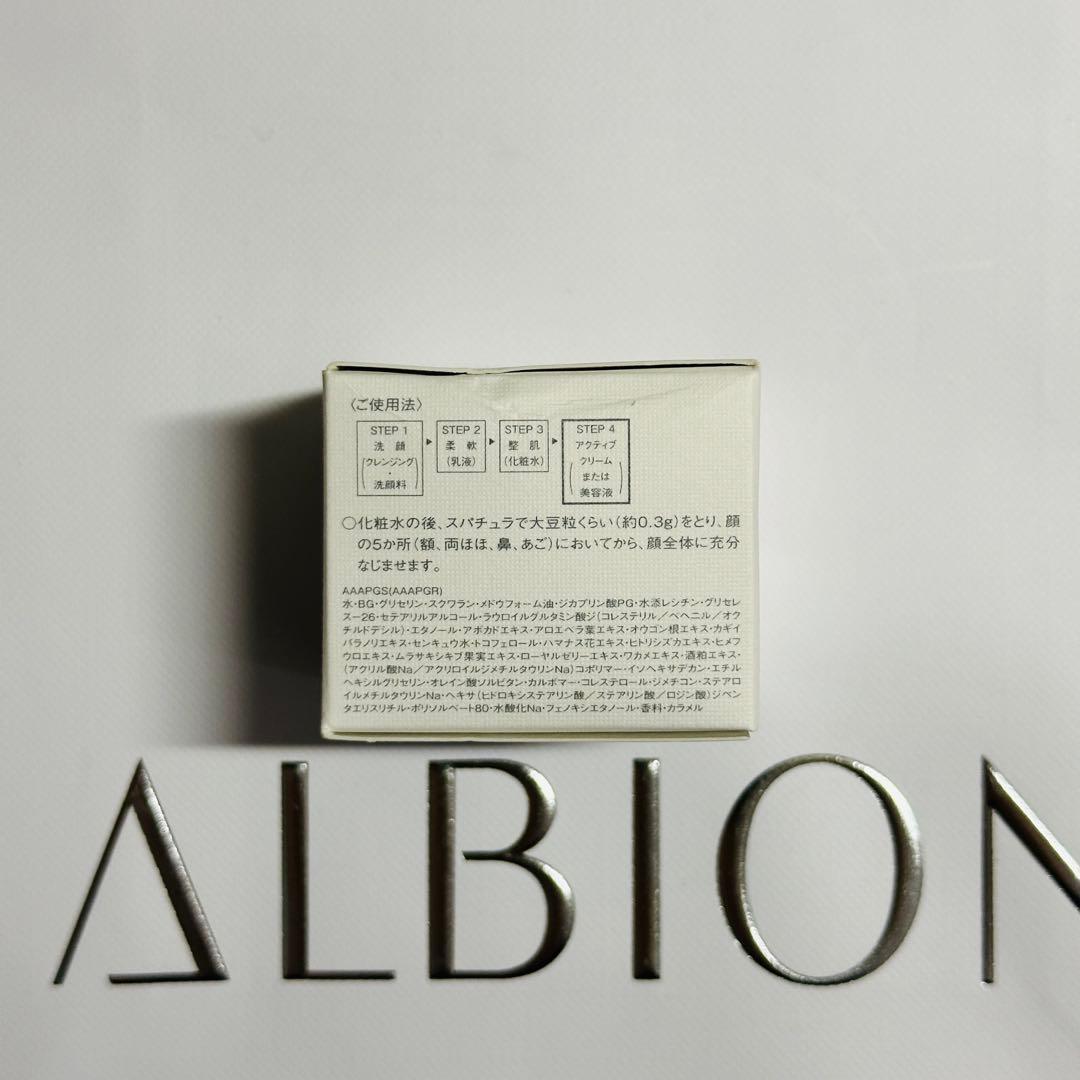 〈ご使用法〉
STEP 1 洗顔 (クレンジング・洗顔料)
STEP 2 柔軟 (乳液)
STEP 3 整肌 (化粧水)
STEP 4 アクティブクリームまたは美容液
○化粧水の後、スパチュラで大豆粒くらい(約0.3g)をとり、顔
の5か所(額、両ほほ、鼻、あご)においてから、顔全体に充分
なじませます。
AAAPGS(AAAPGR)
水・BG・グリセリン・スクワラン・メドウフォーム油・ジカプリン酸PG・水添レシチン・グリセレ
ス-26・セテアリルアルコール・ラウロイルグルタミン酸ジ(コレステリル/ベヘニル/オク
チルドデシル)・エタノール・アボカドエキス・アロエベラ葉エキス・オウゴン根エキス・カギイ
バラノリエキス・センキュウ水・トコフェロール・ハマナス花エキス・ヒトリシズカエキス・ヒメフ
ウロエキス・ムラサキシキブ果実エキス・ローヤルゼリーエキス・ワカメエキス・酒粕エキス・
(アクリル酸Na/アクリロイルジメチルタウリンNa)コポリマー・イソヘキサデカン・エチル
ヘキシルグリセリン・オレイン酸ソルビタン・カルボマー・コレステロール・ジメチコン・ステアロ
イルメチルタウリンNa・ヘキサ(ヒドロキシステアリン酸/ステアリン酸/ロジン酸)ジペン
タエリスリチル・ポリソルベート80・水酸化Na・フェノキシエタノール・香料・カラメル
ALBION